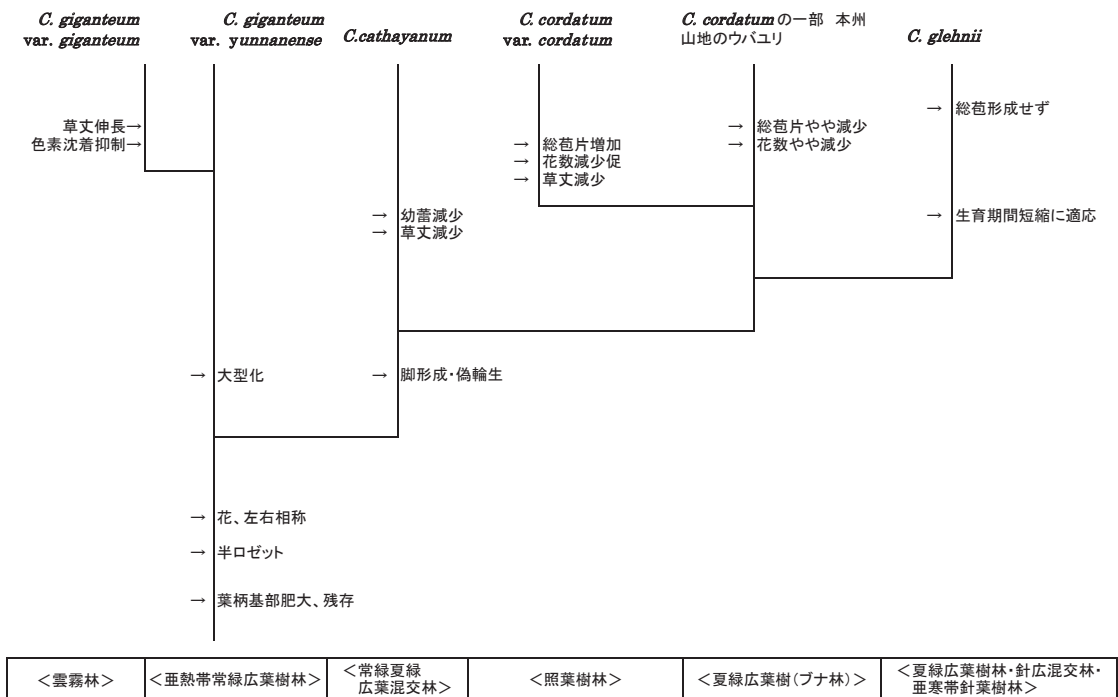 C. giganteum
var. giganteum
C. giganteum
var. yunnanense
C.cathayanum
C. cordatum
var. cordatum
C. cordatumの一部 本州
山地のウバユリ
C. glehnii
草丈伸長→
色素沈着抑制→
→ 総苞片増加
→ 花数減少促
→ 草丈減少
→ 総苞片やや減少
→ 花数やや減少
→ 総苞形成せず
→ 幼蕾減少
→ 草丈減少
→ 生育期間短縮に適応
→ 大型化
→ 脚形成・偽輪生
→ 花、左右相称
→ 半ロゼット
→ 葉柄基部肥大、残存
＜雲霧林＞
＜亜熱帯常緑広葉樹林＞
＜常緑夏緑
広葉混交林＞
＜照葉樹林＞
＜夏緑広葉樹（ブナ林）＞
＜夏緑広葉樹林・針広混交林・
亜寒帯針葉樹林＞